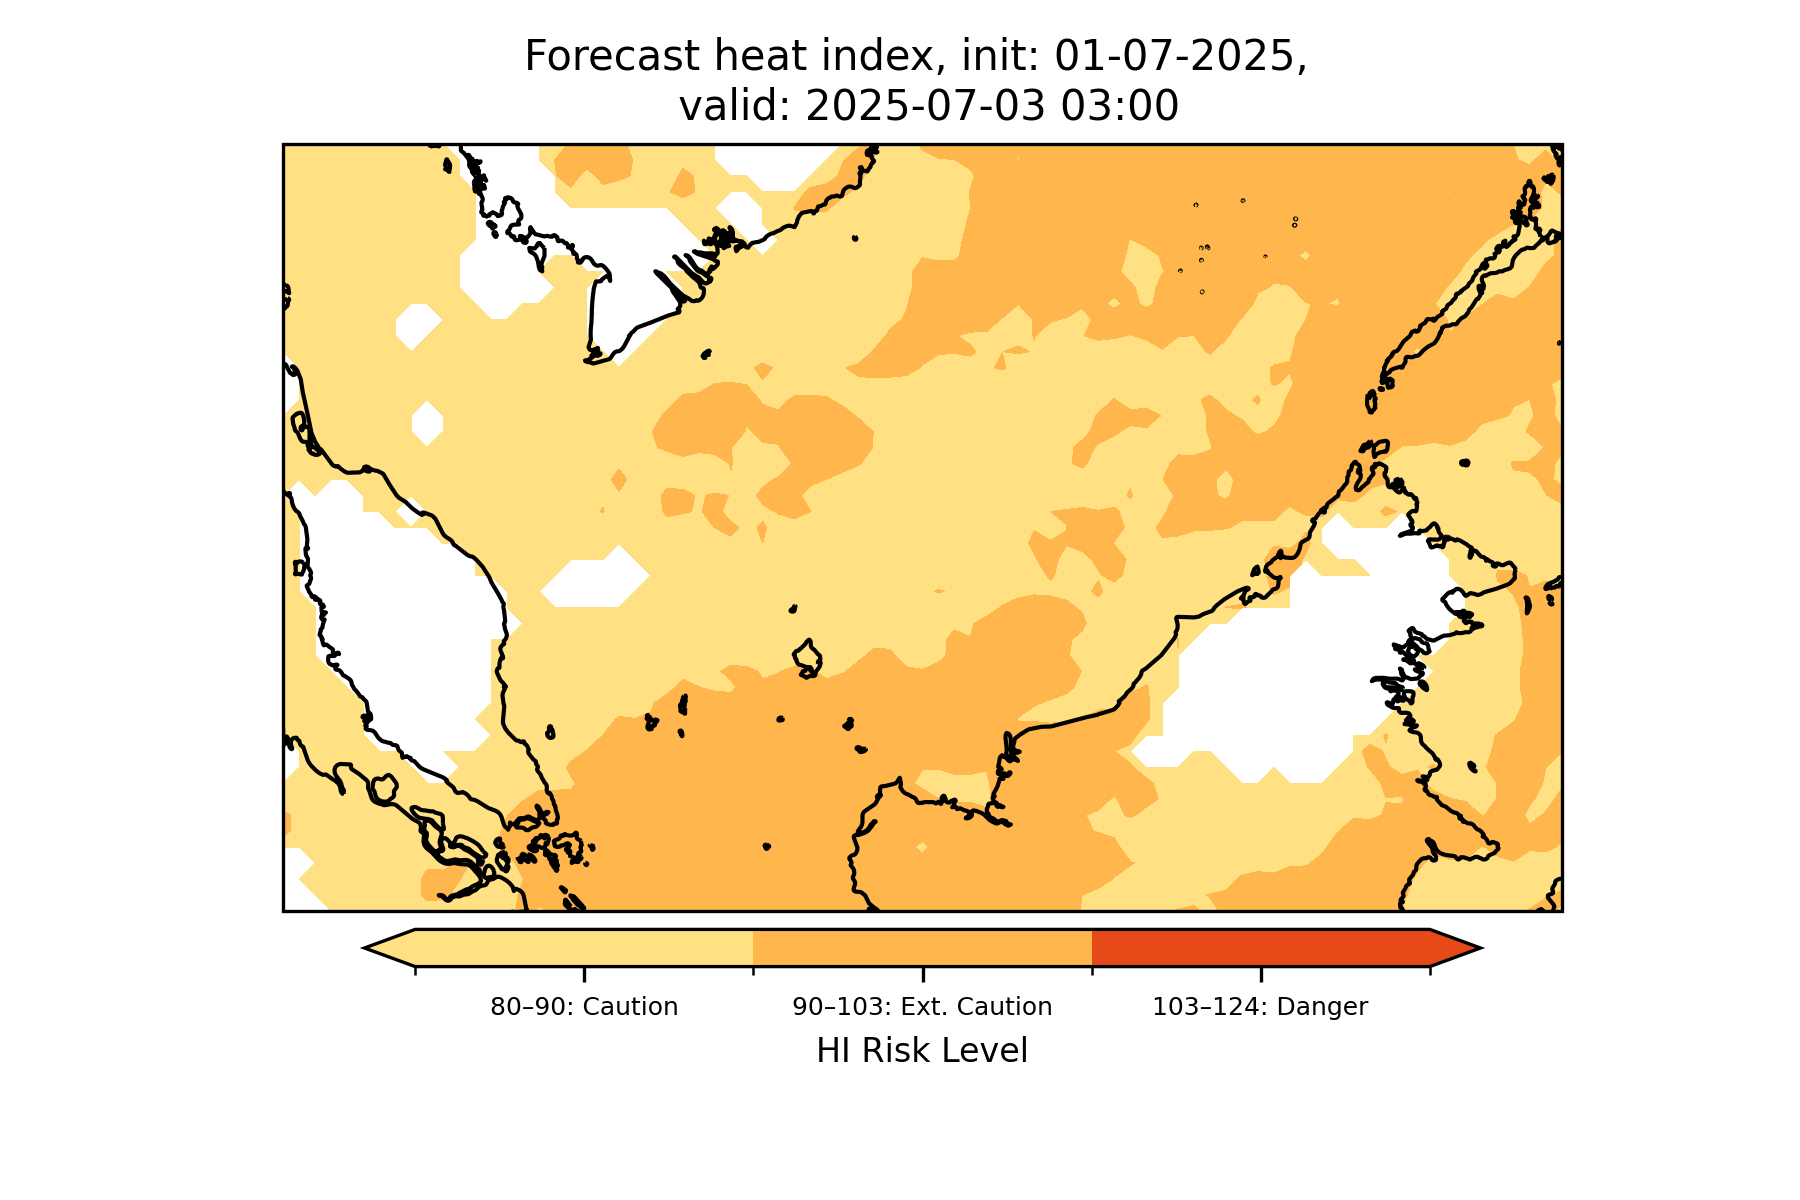 Forecast heat index, init: 01-07-2025,
valid: 2025-07-03 03:00
80–90: Caution
90–103: Ext. Caution
103–124: Danger
HI Risk Level